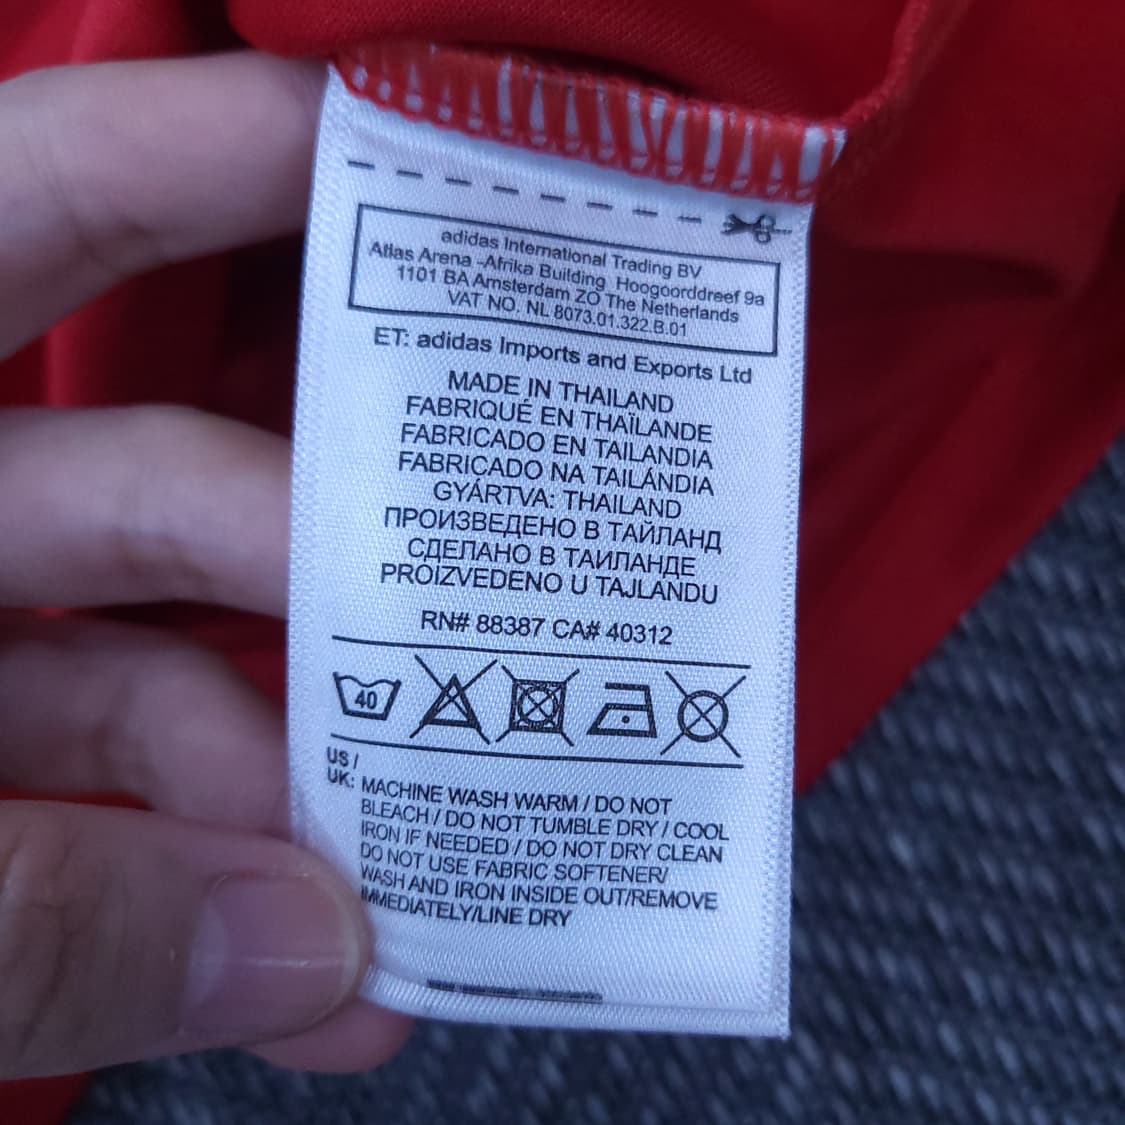 adidas International Trading BV
Atlas Arena -Afrika Building Hoogoorddreef 9a
1101 BA Amsterdam ZO The Netherlands
VAT NO. NL 8073.01.322.B.01
ET: adidas Imports and Exports Ltd
MADE IN THAILAND
FABRIQUÉ EN THAÏLANDE
FABRICADO EN TAILANDIA
FABRICADO NA TAILÁNDIA
GYÁRTVA: THAILAND
ПРОИЗВЕДЕНО В ТАЙЛАНД
СДЕЛАНО В ТАИЛАНДЕ
PROIZVEDENO U TAJLANDU
RN# 88387 CA# 40312
40
US /
UK: MACHINE WASH WARM / DO NOT
BLEACH / DO NOT TUMBLE DRY / COOL
IRON IF NEEDED / DO NOT DRY CLEAN
DO NOT USE FABRIC SOFTENER/
WASH AND IRON INSIDE OUT/REMOVE
IMMEDIATELY/LINE DRY